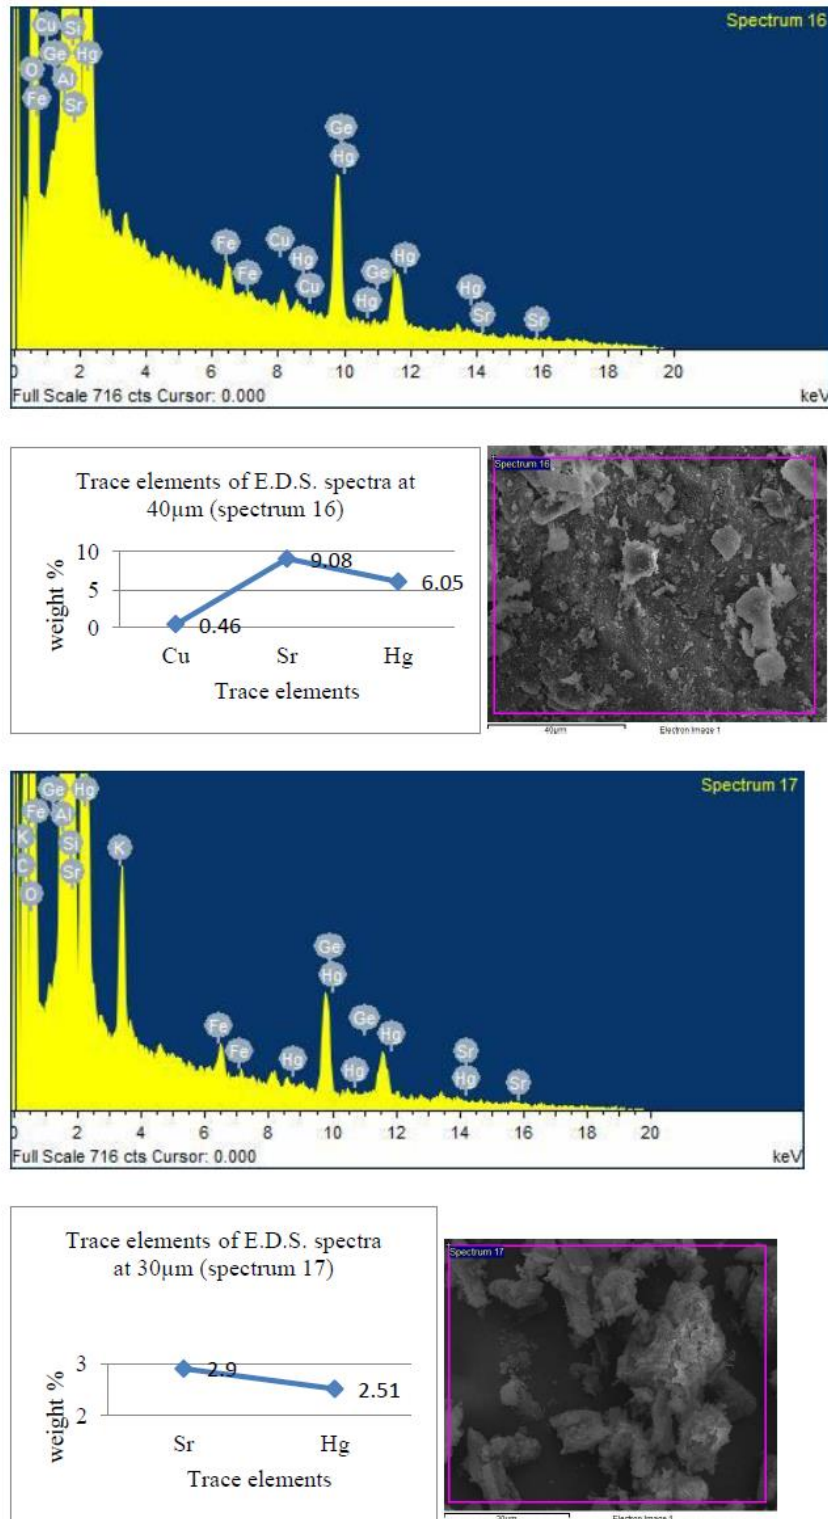 Spectrum 16
Cu Si
Ge Hg
O Al
Fe Sr
Ge
Hg
Fe Cu Hg Hg
Fe Ge Hg
Cu Hg Sr Sr
0 2 4 6 8 10 12 14 16 18 20
Full Scale 716 cts Cursor: 0.000 keV
Trace elements of E.D.S. spectra at
40µm (spectrum 16)
weight %
10
5
0
0.46
9.08
6.05
Cu Sr Hg
Trace elements
Spectrum 16
40µm Electron Image 1
Spectrum 17
Ge Hg
Fe Al
K Si K
C Sr
O
Ge
Hg
Fe Ge Hg Sr
Fe Hg Hg Hg Sr
0 2 4 6 8 10 12 14 16 18 20
Full Scale 716 cts Cursor: 0.000 keV
Trace elements of E.D.S. spectra
at 30µm (spectrum 17)
weight %
3
2
2.9
2.51
Sr Hg
Trace elements
Spectrum 17
Electron Image 1